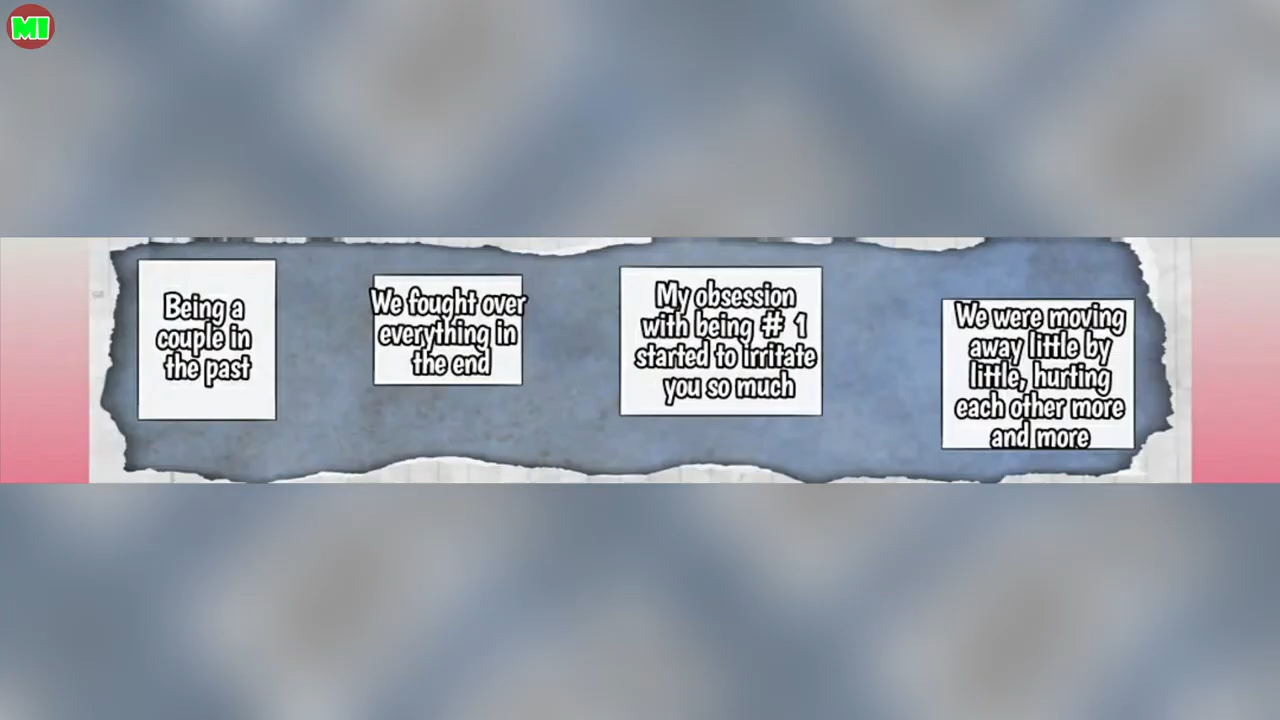 MI
Being a
couple in
the past
We fought over
everything in
the end
My obsession
with being # 1
started to irritate
you so much
We were moving
away little by
little, hurting
each other more
and more